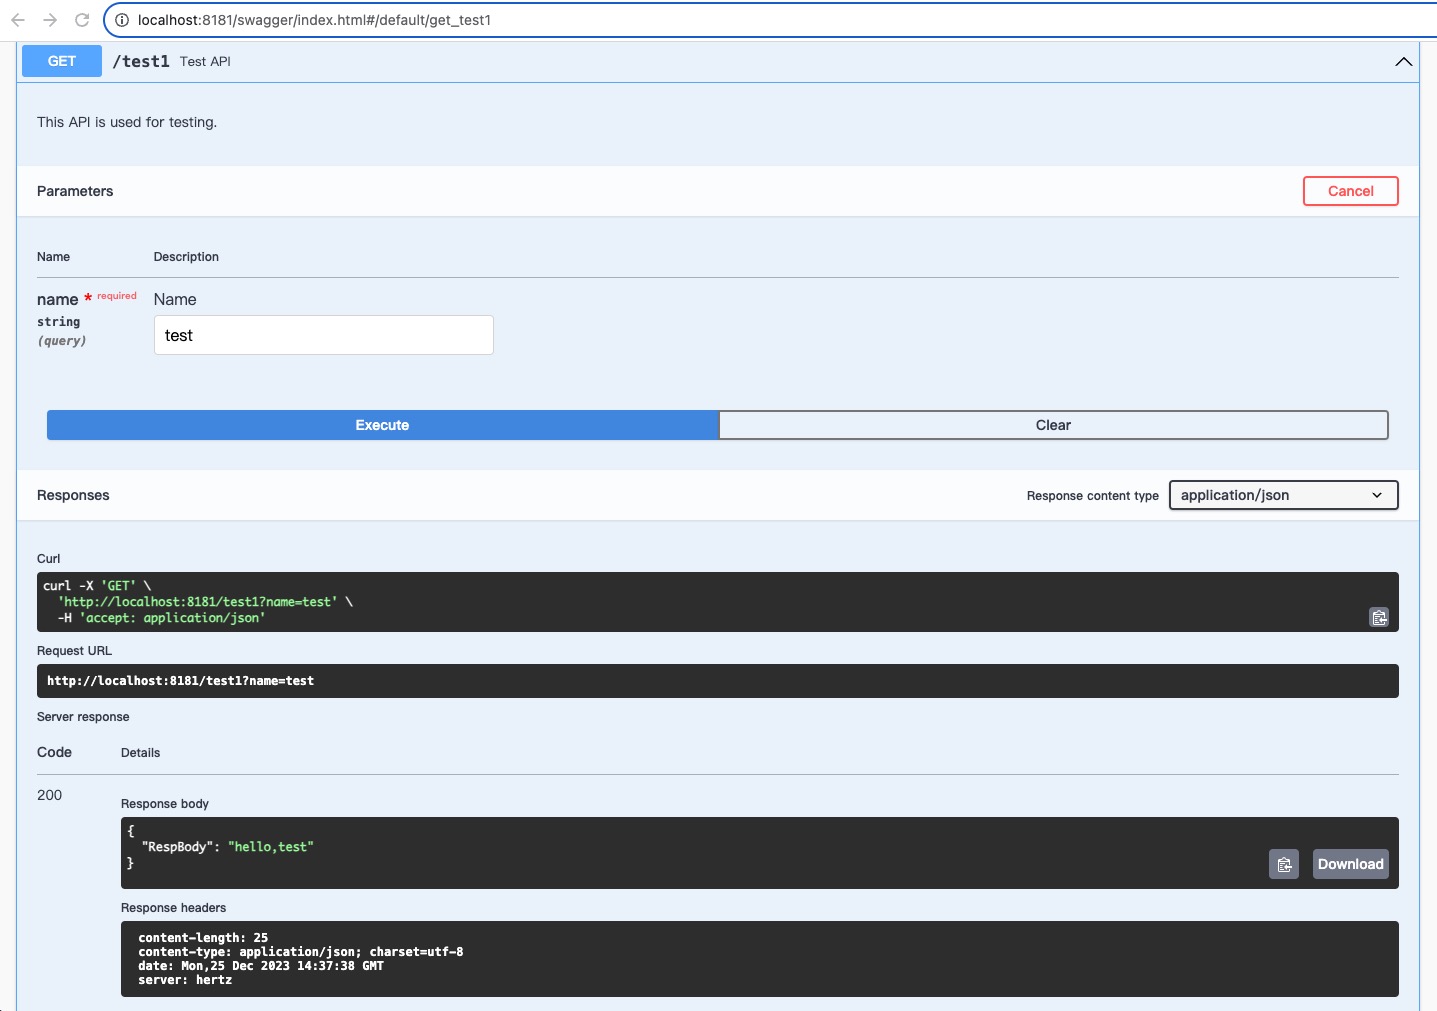 localhost:8181/swagger/index.html#/default/get_test1
GET /test1 Test API
This API is used for testing.
Parameters Cancel
Name Description
name * required Name
string
(query)
test
Execute Clear
Responses Response content type application/json
Curl
curl -X 'GET' \
'http://localhost:8181/test1?name=test' \
-H 'accept: application/json'
Request URL
http://localhost:8181/test1?name=test
Server response
Code Details
200
Response body
{
"RespBody": "hello,test"
}
Download
Response headers
content-length: 25
content-type: application/json; charset=utf-8
date: Mon,25 Dec 2023 14:37:38 GMT
server: hertz